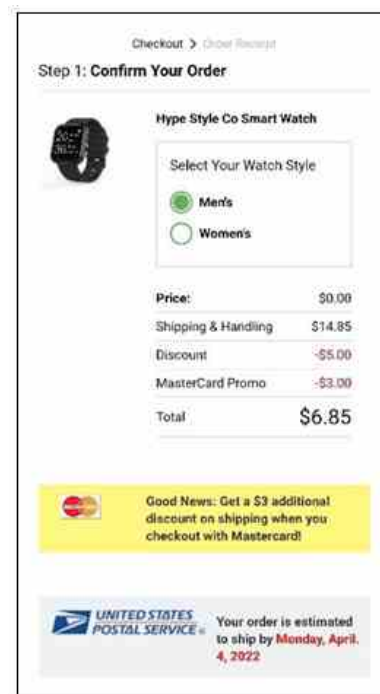 Checkout > Order Receipt
Step 1: Confirm Your Order
Hype Style Co Smart Watch
Select Your Watch Style
Men's
Women's
Price: $0.00
Shipping & Handling $14.85
Discount -$5.00
MasterCard Promo -$3.00
Total $6.85
Good News: Get a $3 additional
discount on shipping when you
checkout with Mastercard!
UNITED STATES
POSTAL SERVICE
Your order is estimated
to ship by Monday, April.
4, 2022